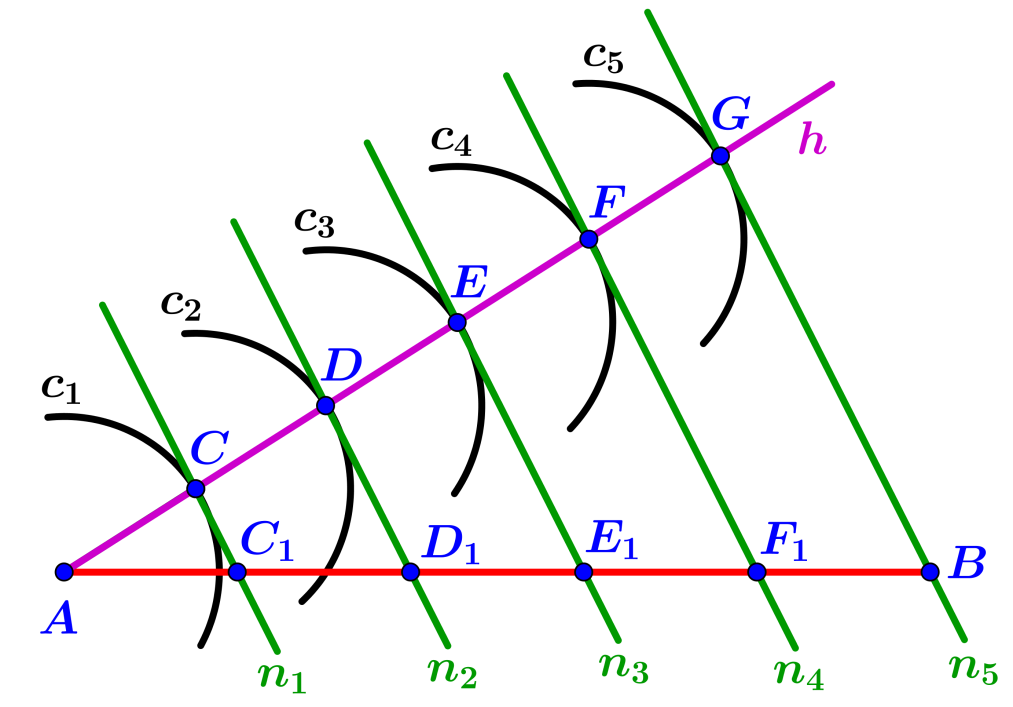 c₅
G
h
c₄
F
c₃
E
c₂
D
c₁
C
C₁
D₁
E₁
F₁
B
A
n₁
n₂
n₃
n₄
n₅